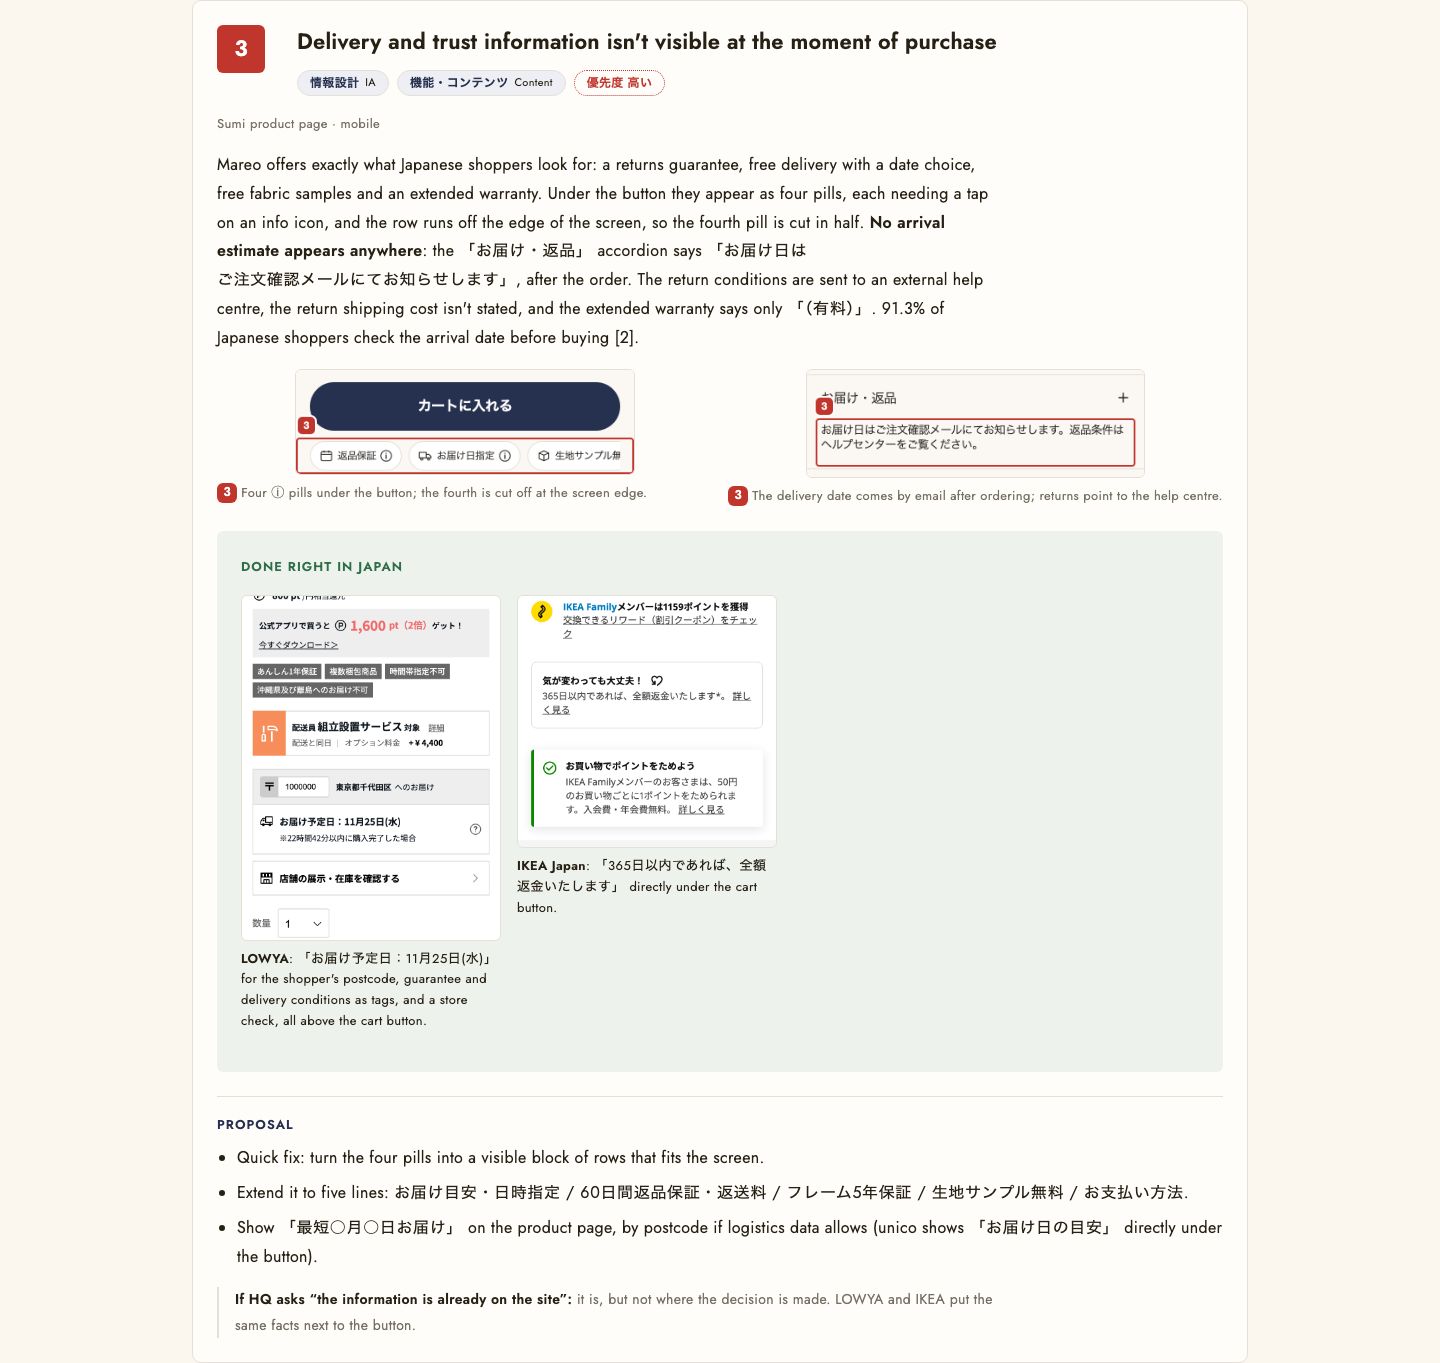 3
Delivery and trust information isn't visible at the moment of purchase
情報設計 IA
機能・コンテンツ Content
優先度 高い
Sumi product page · mobile
Mareo offers exactly what Japanese shoppers look for: a returns guarantee, free delivery with a date choice,
free fabric samples and an extended warranty. Under the button they appear as four pills, each needing a tap
on an info icon, and the row runs off the edge of the screen, so the fourth pill is cut in half. No arrival
estimate appears anywhere: the 「お届け・返品」 accordion says 「お届け日は
ご注文確認メールにてお知らせします」, after the order. The return conditions are sent to an external help
centre, the return shipping cost isn't stated, and the extended warranty says only 「(有料)」. 91.3% of
Japanese shoppers check the arrival date before buying [2].
カートに入れる
3
返品保証 ⓘ
お届け日指定 ⓘ
生地サンプル無
3 Four ⓘ pills under the button; the fourth is cut off at the screen edge.
お届け・返品 +
3
お届け日はご注文確認メールにてお知らせします。返品条件は
ヘルプセンターをご覧ください。
3 The delivery date comes by email after ordering; returns point to the help centre.
DONE RIGHT IN JAPAN
公式アプリで買うと Ⓟ 1,600 pt (2倍) ゲット！
今すぐダウンロード＞
あんしん1年保証 複数梱包商品 時間帯指定不可
沖縄県及び離島へのお届け不可
配送員 組立設置サービス 対象 詳細
配送と同日 | オプション料金 +¥4,400
〒 1000000 東京都千代田区 へのお届け
お届け予定日：11月25日(水)
※22時間42分以内に購入完了した場合
店舗の展示・在庫を確認する
数量 1
LOWYA: 「お届け予定日：11月25日(水)」
for the shopper's postcode, guarantee and
delivery conditions as tags, and a store
check, all above the cart button.
IKEA Familyメンバーは1159ポイントを獲得
交換できるリワード（割引クーポン）をチェッ
ク
気が変わっても大丈夫！
365日以内であれば、全額返金いたします*。 詳し
く見る
お買い物でポイントをためよう
IKEA Familyメンバーのお客さまは、50円
のお買い物ごとに1ポイントをためられま
す。入会費・年会費無料。 詳しく見る
IKEA Japan: 「365日以内であれば、全額
返金いたします」 directly under the cart
button.
PROPOSAL
• Quick fix: turn the four pills into a visible block of rows that fits the screen.
• Extend it to five lines: お届け目安・日時指定 / 60日間返品保証・返送料 / フレーム5年保証 / 生地サンプル無料 / お支払い方法.
• Show 「最短○月○日お届け」 on the product page, by postcode if logistics data allows (unico shows 「お届け日の目安」 directly under
the button).
If HQ asks “the information is already on the site”: it is, but not where the decision is made. LOWYA and IKEA put the
same facts next to the button.